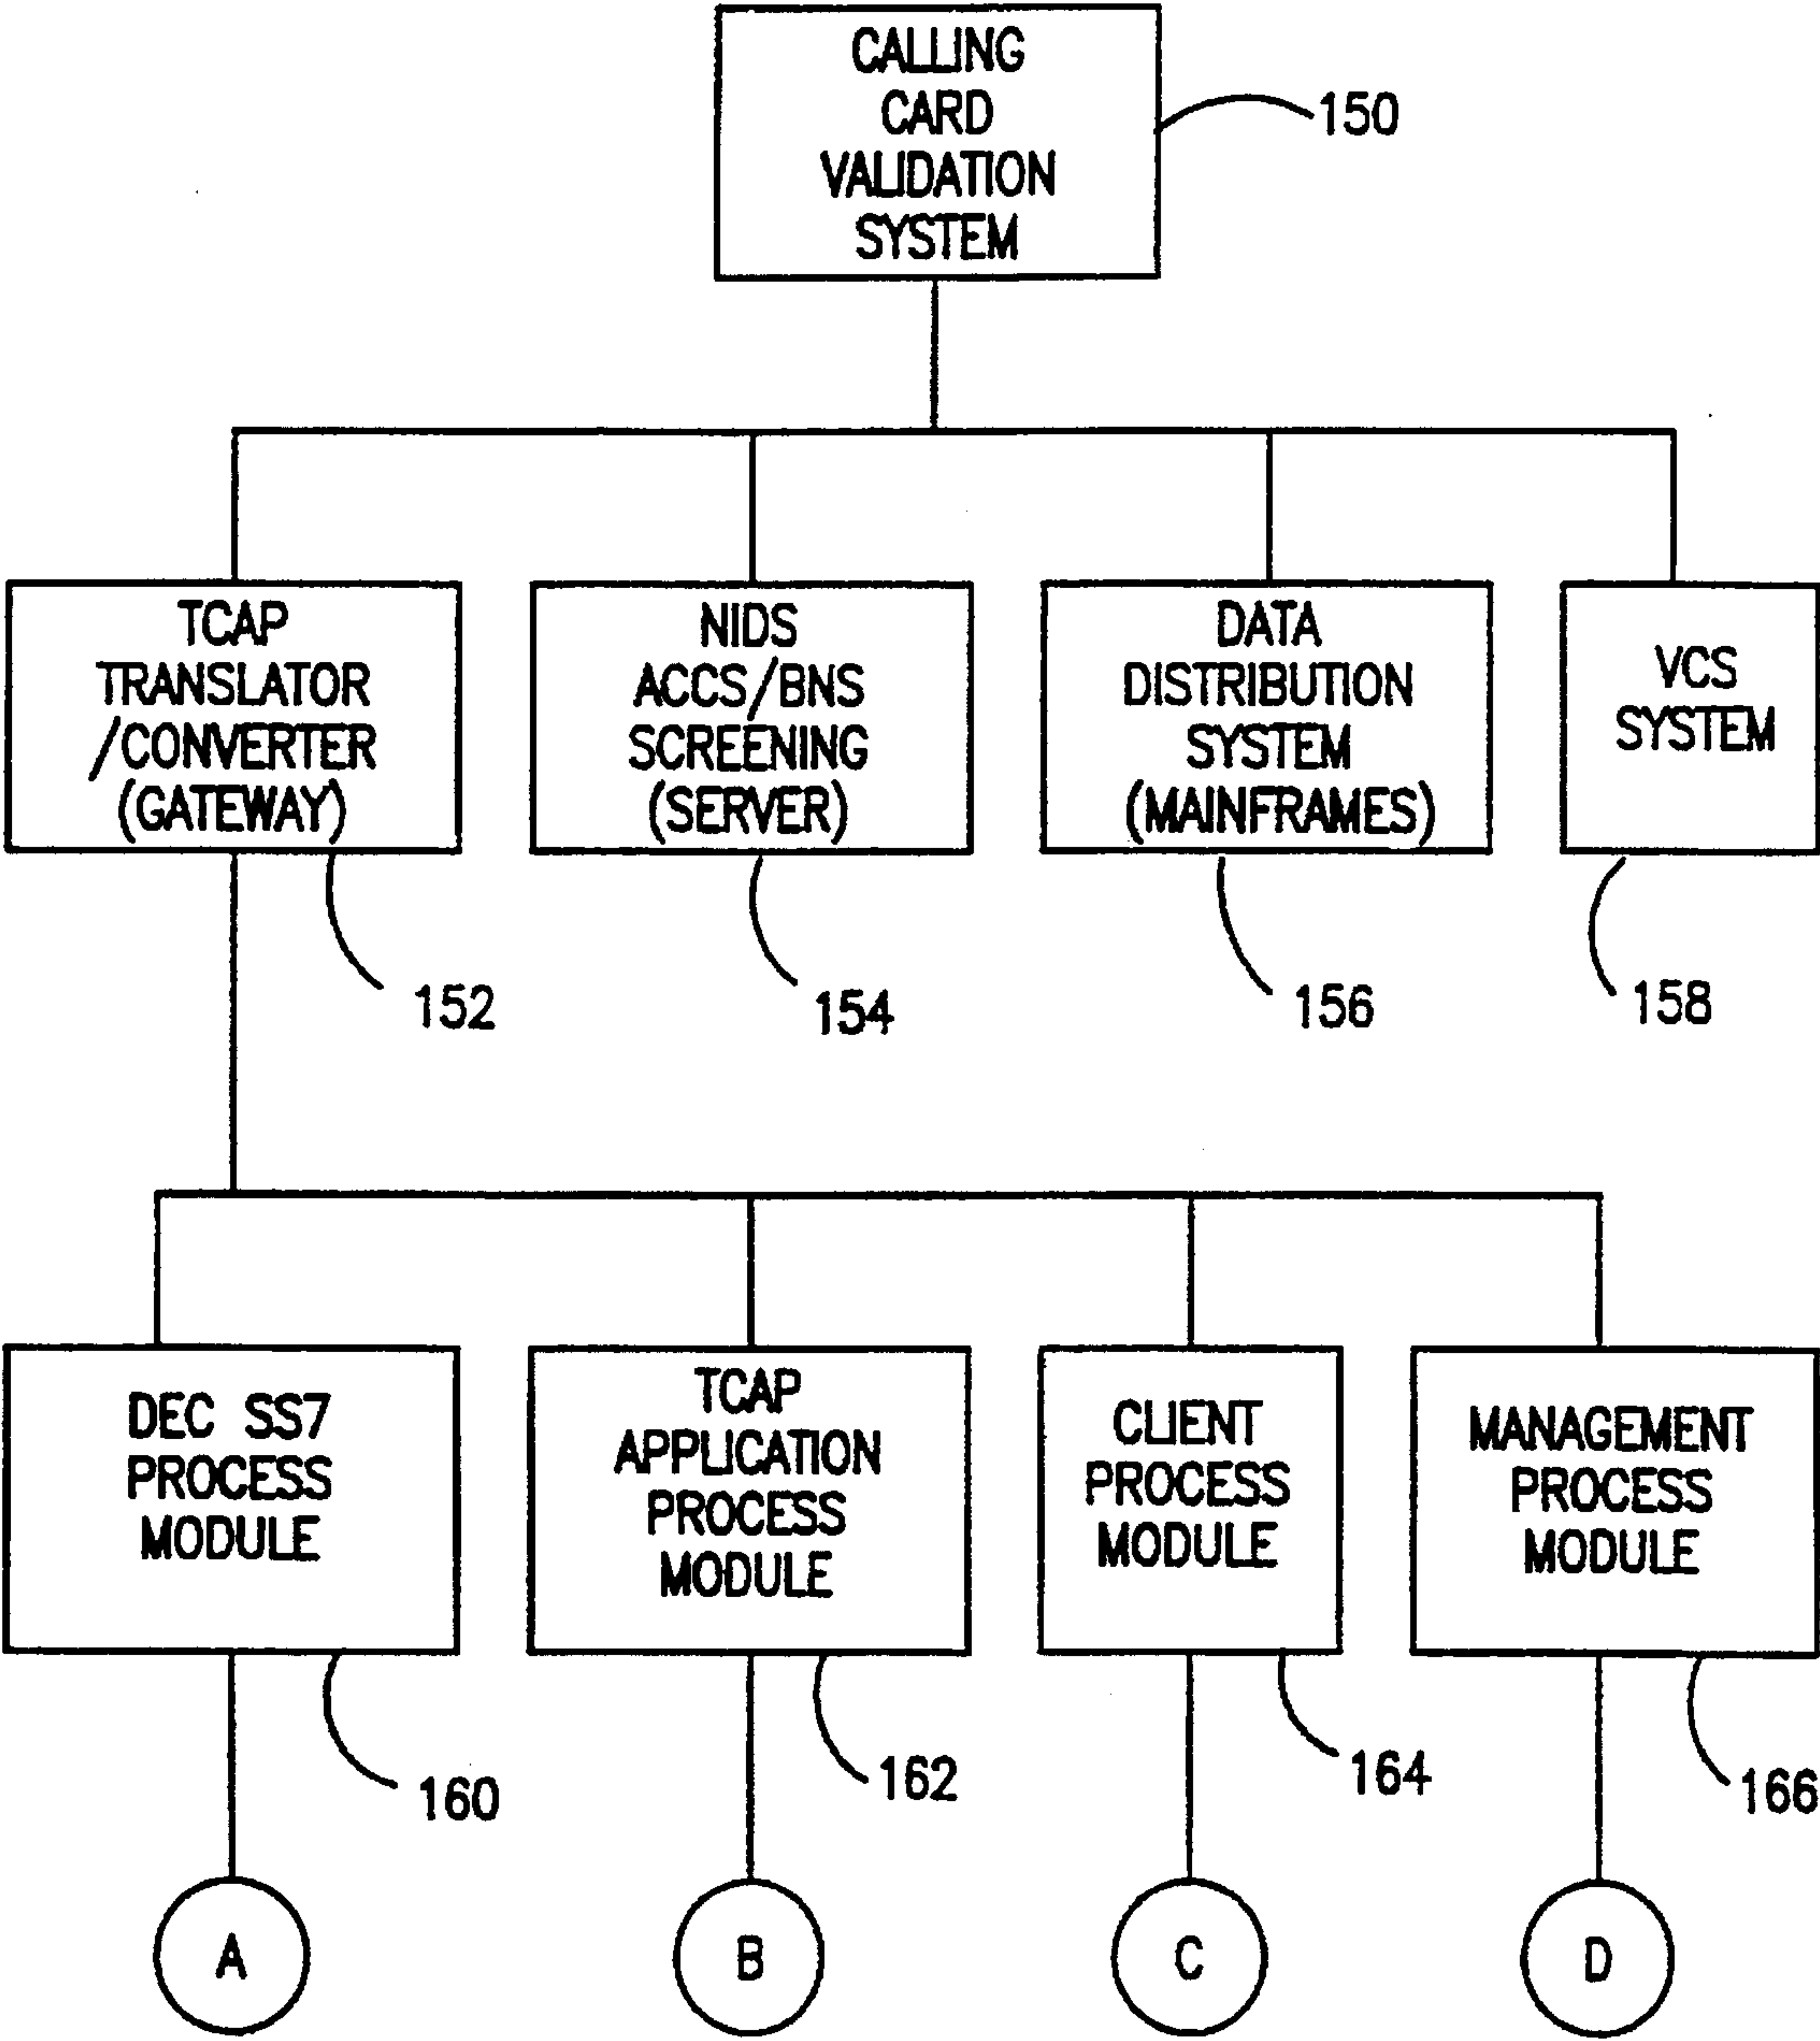 CALLING
CARD
VALIDATION
SYSTEM
150
TCAP
TRANSLATOR
/CONVERTER
(GATEWAY)
152
NIDS
ACCS/BNS
SCREENING
(SERVER)
154
DATA
DISTRIBUTION
SYSTEM
(MAINFRAMES)
156
VCS
SYSTEM
158
DEC SS7
PROCESS
MODULE
160
TCAP
APPLICATION
PROCESS
MODULE
162
CLIENT
PROCESS
MODULE
164
MANAGEMENT
PROCESS
MODULE
166
A
B
C
D